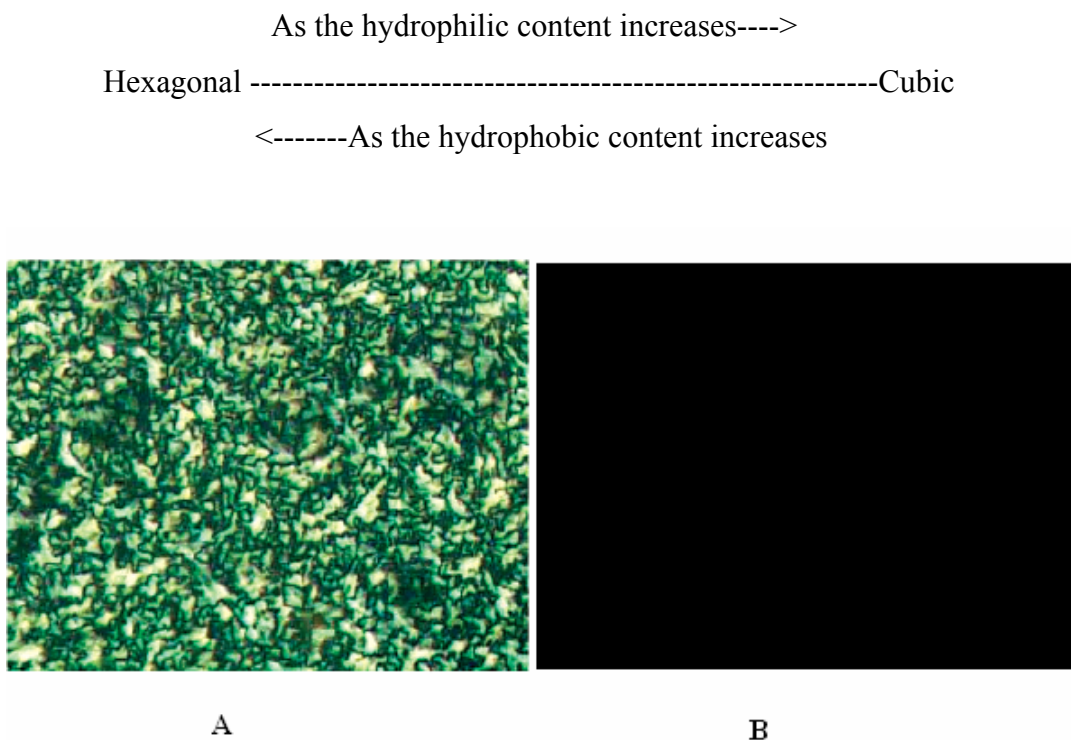 As the hydrophilic content increases---->
Hexagonal -----------------------------------------------------------Cubic
<-------As the hydrophobic content increases
A
B